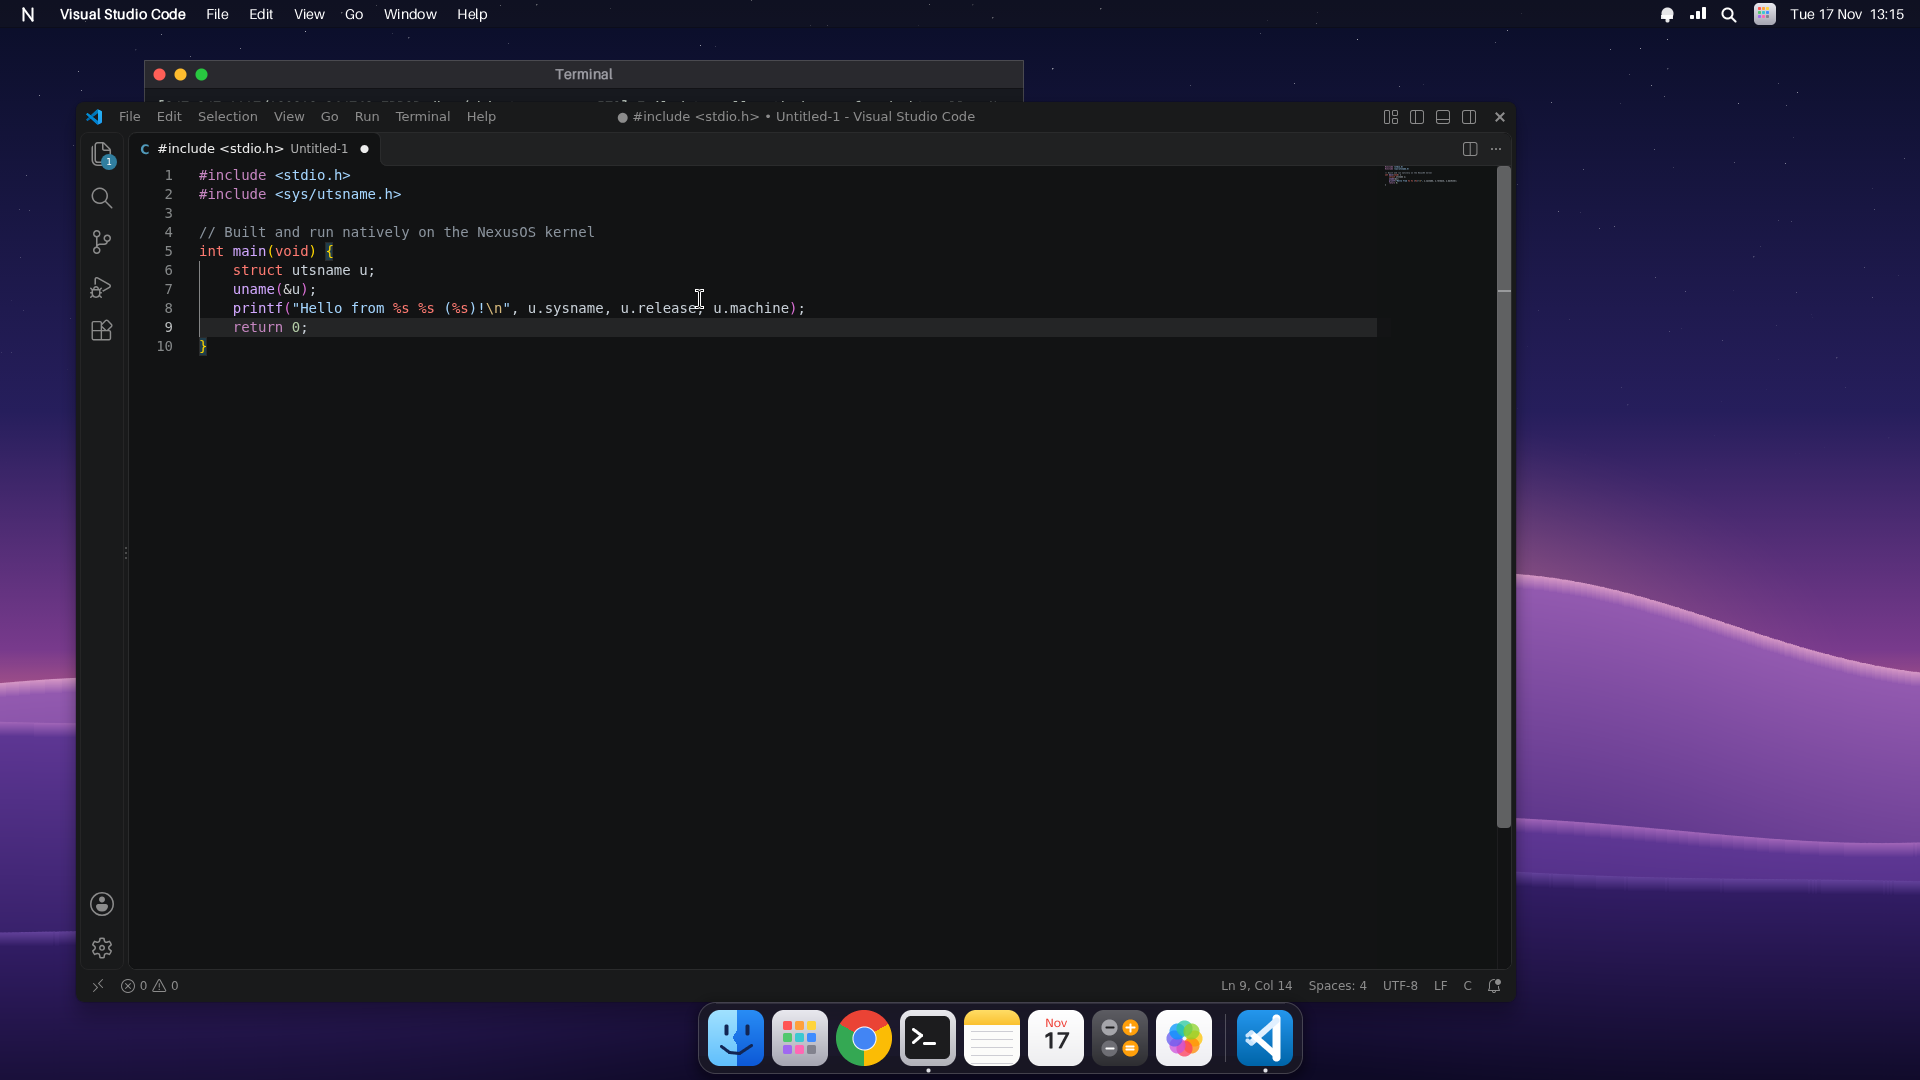 Visual Studio Code File Edit View Go Window Help
Tue 17 Nov 13:15
Terminal
File Edit Selection View Go Run Terminal Help
● #include <stdio.h> • Untitled-1 - Visual Studio Code
C #include <stdio.h> Untitled-1 ●
1
1 #include <stdio.h>
2 #include <sys/utsname.h>
3
4 // Built and run natively on the NexusOS kernel
5 int main(void) {
6 struct utsname u;
7 uname(&u);
8 printf("Hello from %s %s (%s)!\n", u.sysname, u.release, u.machine);
9 return 0;
10 }
0 0
Ln 9, Col 14 Spaces: 4 UTF-8 LF C
Nov
17